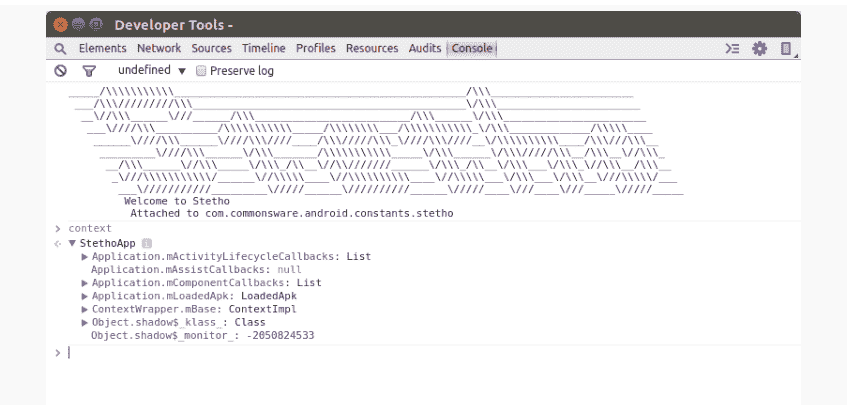 Developer Tools -
Elements Network Sources Timeline Profiles Resources Audits Console
undefined ▼ Preserve log
Welcome to Stetho
Attached to com.commonsware.android.constants.stetho
> context
▼ StethoApp i
▶ Application.mActivityLifecycleCallbacks: List
Application.mAssistCallbacks: null
▶ Application.mComponentCallbacks: List
▶ Application.mLoadedApk: LoadedApk
▶ ContextWrapper.mBase: ContextImpl
▶ Object.shadow$_klass_: Class
Object.shadow$_monitor_: -2050824533
>